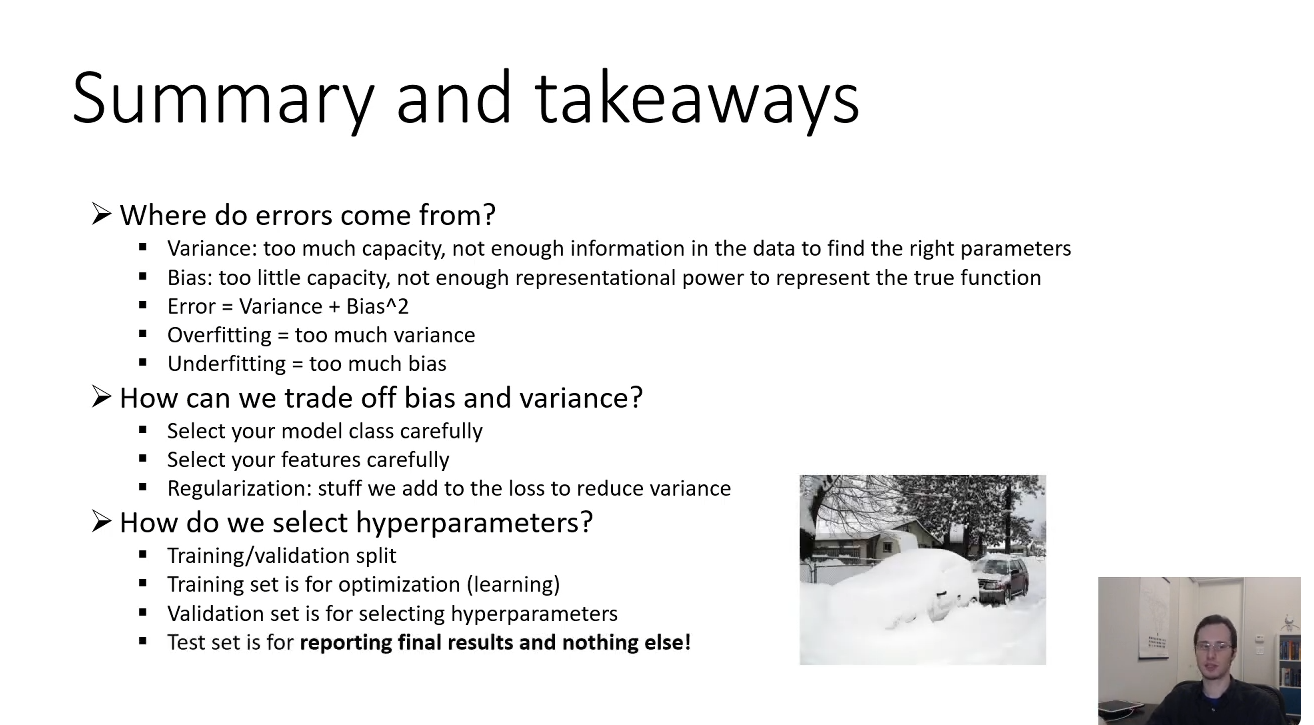 Summary and takeaways
➢ Where do errors come from?
▪ Variance: too much capacity, not enough information in the data to find the right parameters
▪ Bias: too little capacity, not enough representational power to represent the true function
▪ Error = Variance + Bias^2
▪ Overfitting = too much variance
▪ Underfitting = too much bias
➢ How can we trade off bias and variance?
▪ Select your model class carefully
▪ Select your features carefully
▪ Regularization: stuff we add to the loss to reduce variance
➢ How do we select hyperparameters?
▪ Training/validation split
▪ Training set is for optimization (learning)
▪ Validation set is for selecting hyperparameters
▪ Test set is for reporting final results and nothing else!